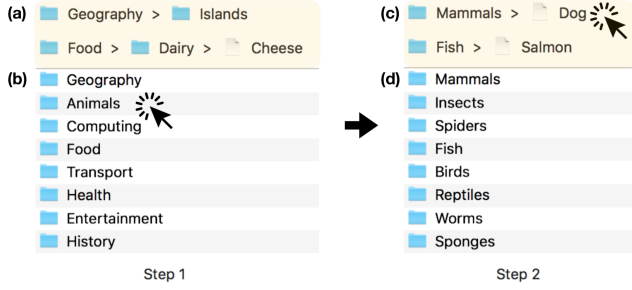 (a) Geography > Islands
Food > Dairy > Cheese
(b) Geography
Animals
Computing
Food
Transport
Health
Entertainment
History
Step 1
(c) Mammals > Dog
Fish > Salmon
(d) Mammals
Insects
Spiders
Fish
Birds
Reptiles
Worms
Sponges
Step 2